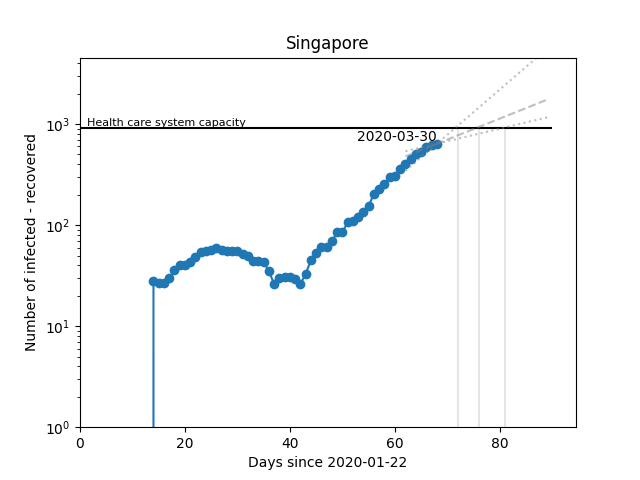 Singapore
Number of infected - recovered
10³
10²
10¹
10⁰
Health care system capacity
2020-03-30
0
20
40
60
80
Days since 2020-01-22